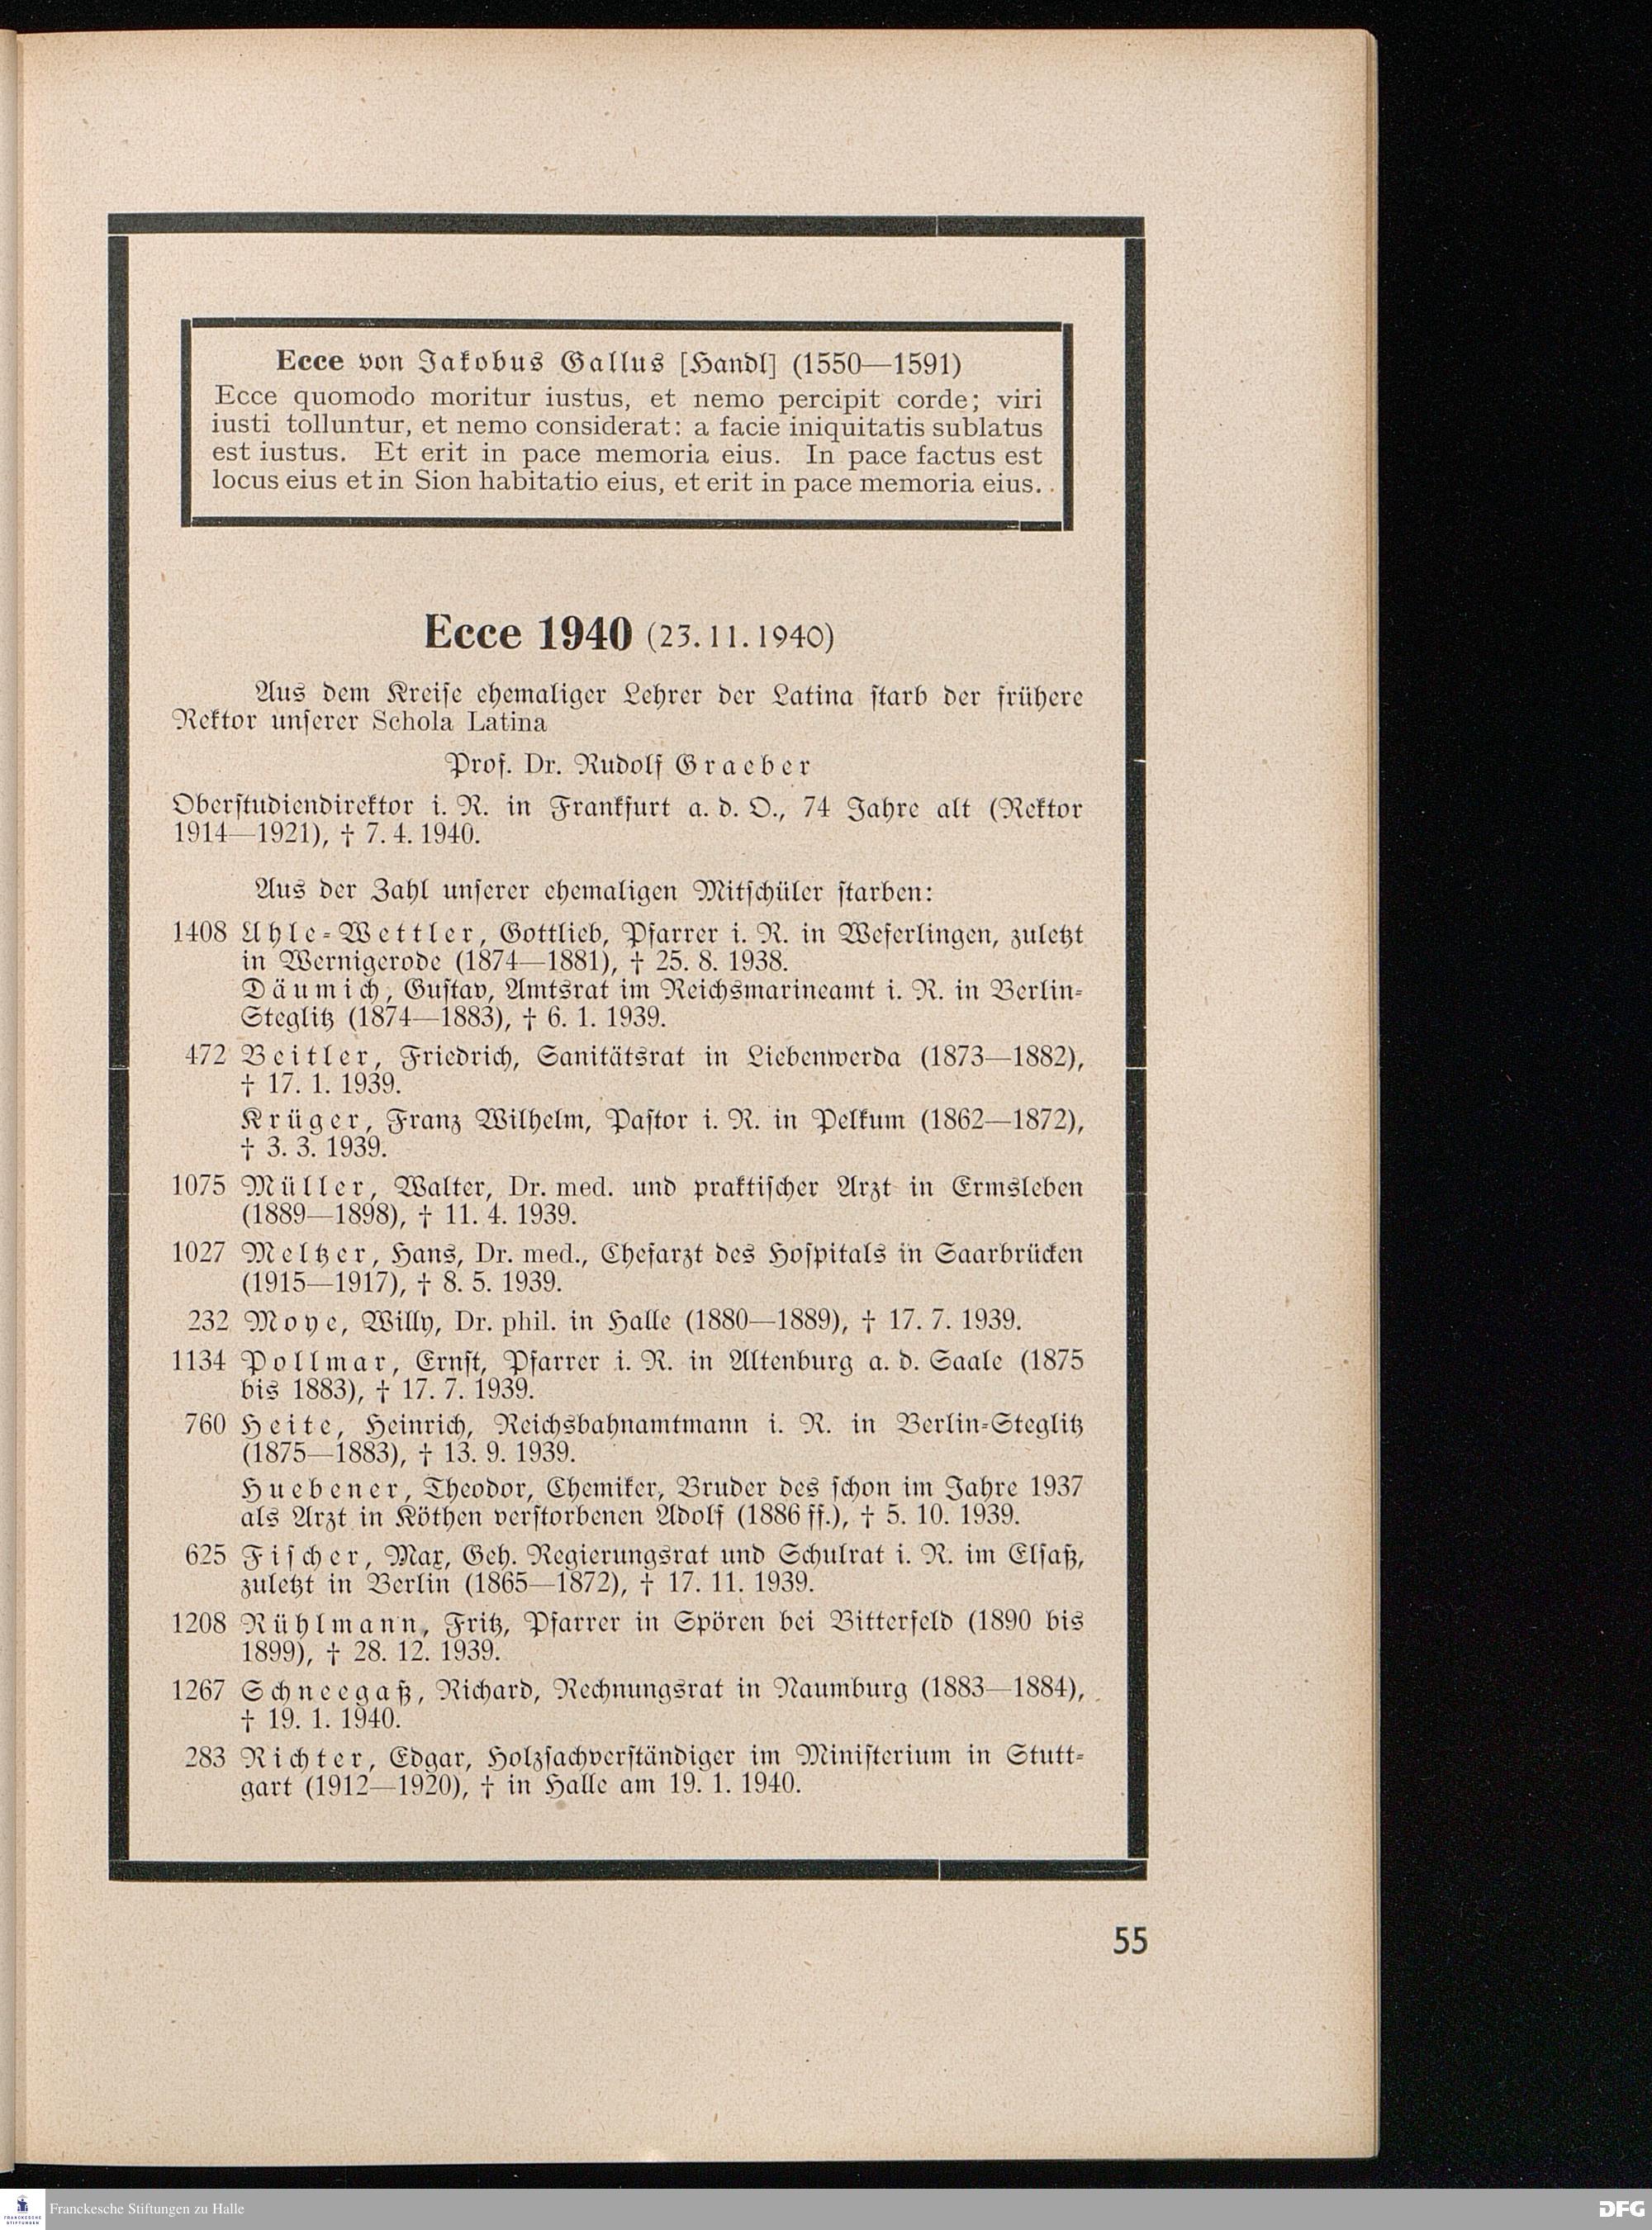 Ecce von Jakobus Gallus [Handl] (1550—1591)
Ecce quomodo moritur iustus, et nemo percipit corde; viri
iusti tolluntur, et nemo considerat: a facie iniquitatis sublatus
est iustus. Et erit in pace memoria eius. In pace factus est
locus eius et in Sion habitatio eius, et erit in pace memoria eius.
Ecce 1940 (23.11.1940)
Aus dem Kreise ehemaliger Lehrer der Latina starb der frühere
Rektor unserer Schola Latina
Prof. Dr. Rudolf Graeber
Oberstudiendirektor i. R. in Frankfurt a. d. O., 74 Jahre alt (Rektor
1914—1921), † 7. 4. 1940.
Aus der Zahl unserer ehemaligen Mitschüler starben:
1408 Uhle-Wettler, Gottlieb, Pfarrer i. R. in Weferlingen, zuletzt
in Wernigerode (1874—1881), † 25. 8. 1938.
Däumich, Gustav, Amtsrat im Reichsmarineamt i. R. in Berlin-
Steglitz (1874—1883), † 6. 1. 1939.
472 Beitler, Friedrich, Sanitätsrat in Liebenwerda (1873—1882),
† 17. 1. 1939.
Krüger, Franz Wilhelm, Pastor i. R. in Pelkum (1862—1872),
† 3. 3. 1939.
1075 Müller, Walter, Dr. med. und praktischer Arzt in Ermsleben
(1889—1898), † 11. 4. 1939.
1027 Meltzer, Hans, Dr. med., Chefarzt des Hospitals in Saarbrücken
(1915—1917), † 8. 5. 1939.
232 Moye, Willy, Dr. phil. in Halle (1880—1889), † 17. 7. 1939.
1134 Pollmar, Ernst, Pfarrer i. R. in Altenburg a. d. Saale (1875
bis 1883), † 17. 7. 1939.
760 Heite, Heinrich, Reichsbahnamtmann i. R. in Berlin-Steglitz
(1875—1883), † 13. 9. 1939.
Huebener, Theodor, Chemiker, Bruder des schon im Jahre 1937
als Arzt in Köthen verstorbenen Adolf (1886 ff.), † 5. 10. 1939.
625 Fischer, Max, Geh. Regierungsrat und Schulrat i. R. im Elsaß,
zuletzt in Berlin (1865—1872), † 17. 11. 1939.
1208 Rühlmann, Fritz, Pfarrer in Spören bei Bitterfeld (1890 bis
1899), † 28. 12. 1939.
1267 Schneegaß, Richard, Rechnungsrat in Naumburg (1883—1884),
† 19. 1. 1940.
283 Richter, Edgar, Holzsachverständiger im Ministerium in Stutt-
gart (1912—1920), † in Halle am 19. 1. 1940.
55
FRANCKESCHE
STIFTUNGEN
Franckesche Stiftungen zu Halle
DFG